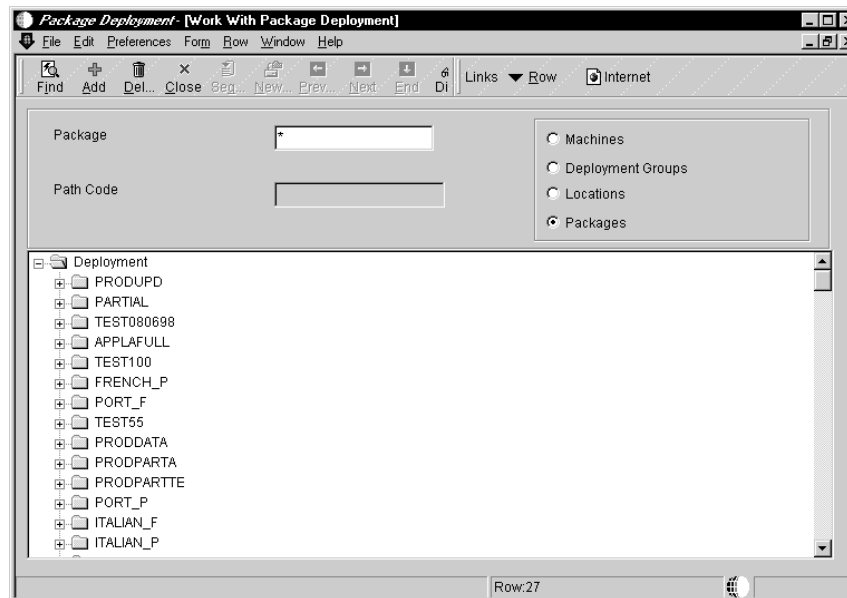 Package Deployment - [Work With Package Deployment]
File Edit Preferences Form Row Window Help
Find Add Del... Close Seq... New... Prev... Next End Di Links Row Internet
Package *
Path Code
Machines
Deployment Groups
Locations
Packages
Deployment
PRODUPD
PARTIAL
TEST080698
APPLAFULL
TEST100
FRENCH_P
PORT_F
TEST55
PRODDATA
PRODPARTA
PRODPARTTE
PORT_P
ITALIAN_F
ITALIAN_P
Row:27